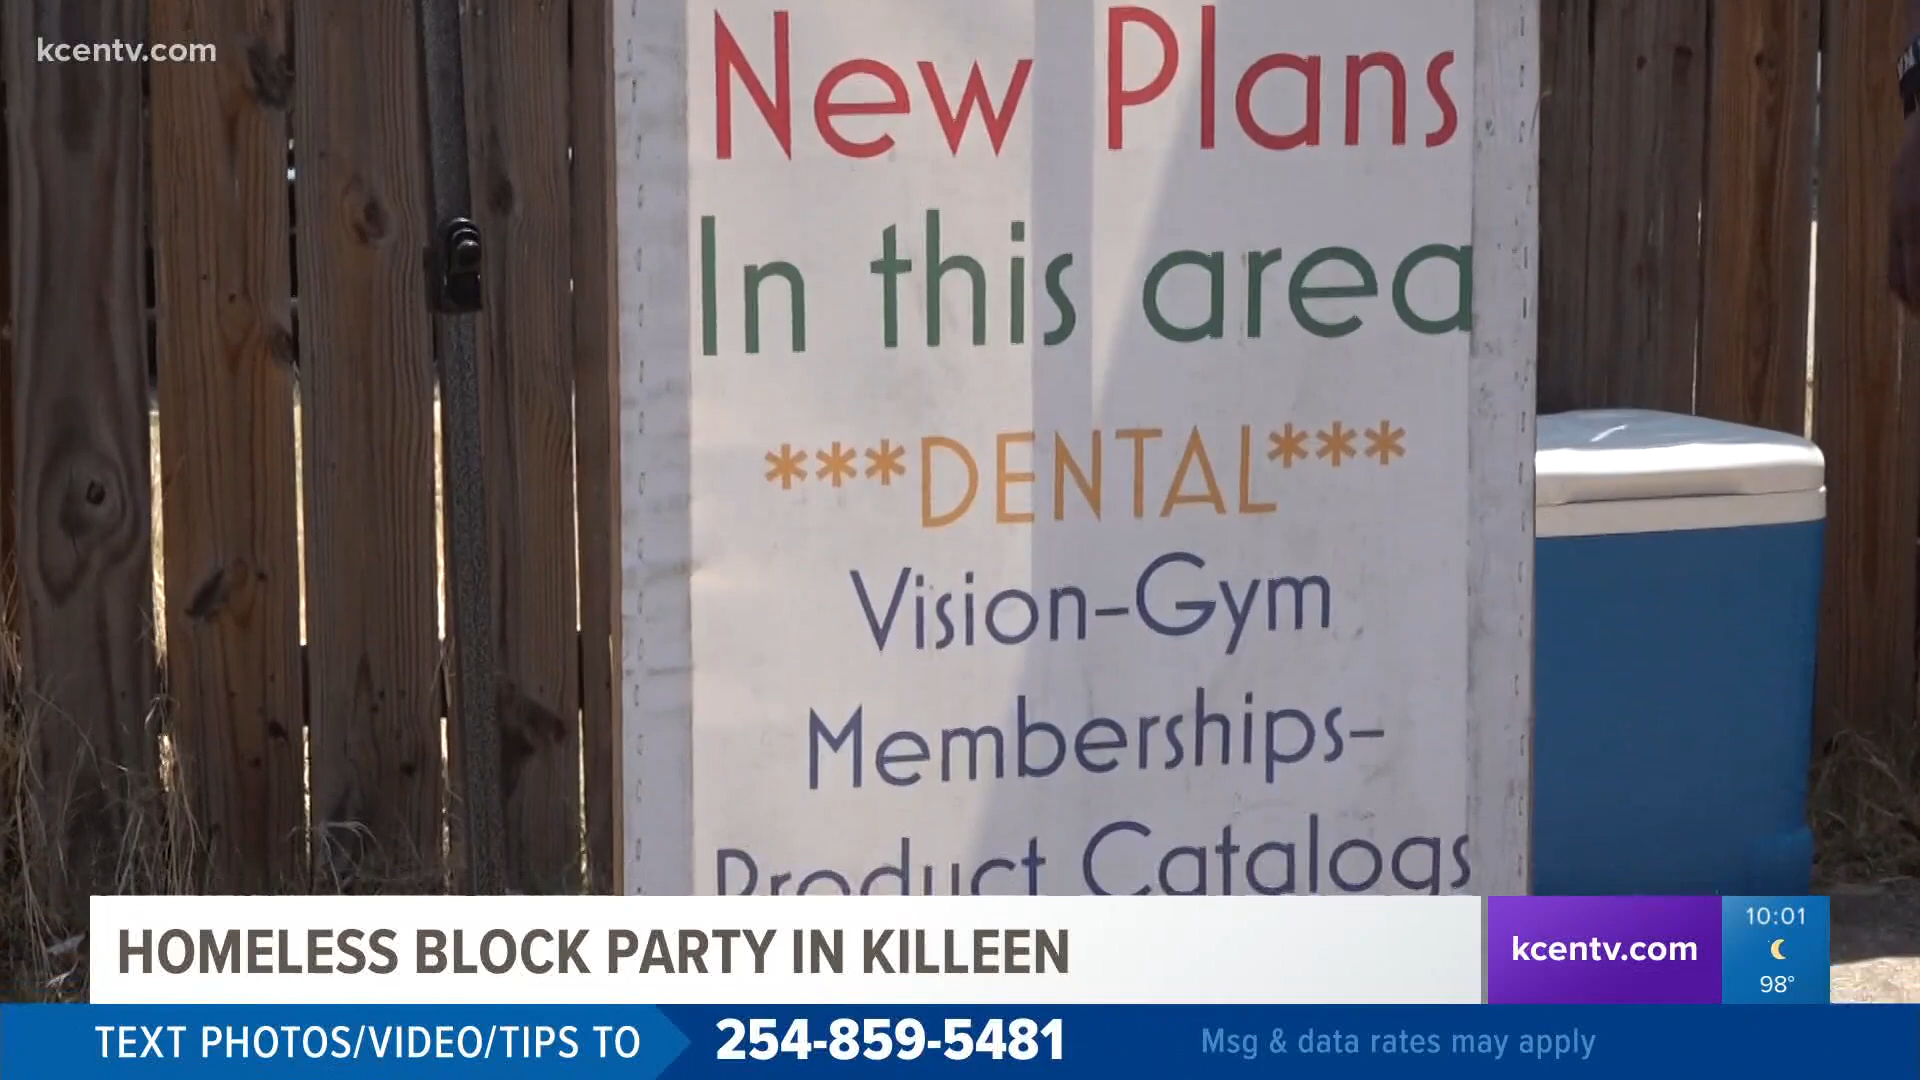 kcentv.com
New Plans
In this area
***DENTAL***
Vision-Gym
Memberships-
Product Catalogs
HOMELESS BLOCK PARTY IN KILLEEN
kcentv.com
10:01
98°
TEXT PHOTOS/VIDEO/TIPS TO
254-859-5481
Msg & data rates may apply